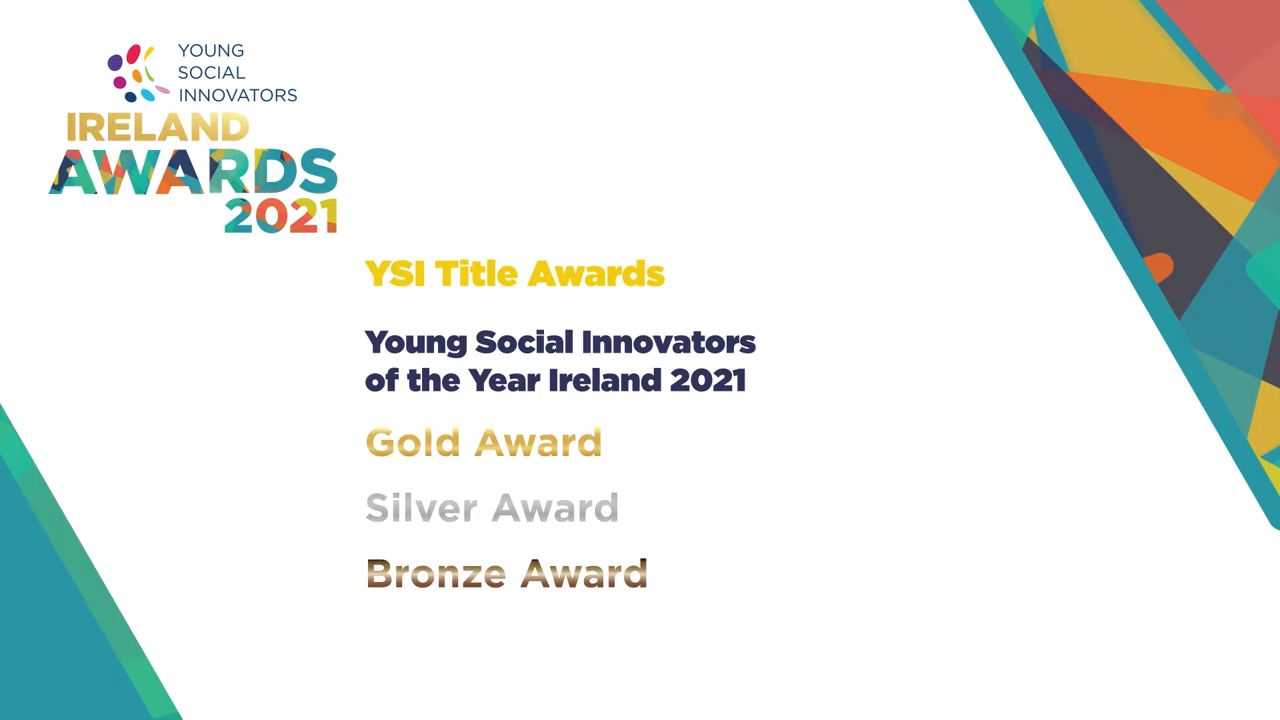 YOUNG
SOCIAL
INNOVATORS
IRELAND
AWARDS
2021
YSI Title Awards
Young Social Innovators
of the Year Ireland 2021
Gold Award
Silver Award
Bronze Award